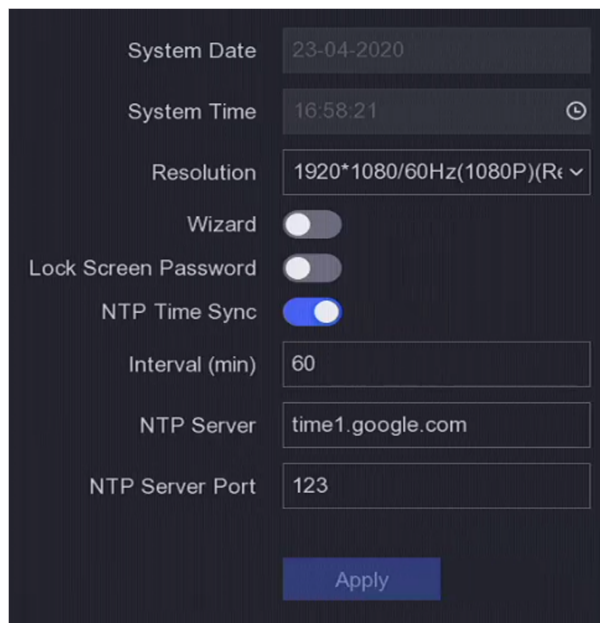 System Date 23-04-2020
System Time 16:58:21
Resolution 1920*1080/60Hz(1080P)(Re
Wizard
Lock Screen Password
NTP Time Sync
Interval (min) 60
NTP Server time1.google.com
NTP Server Port 123
Apply